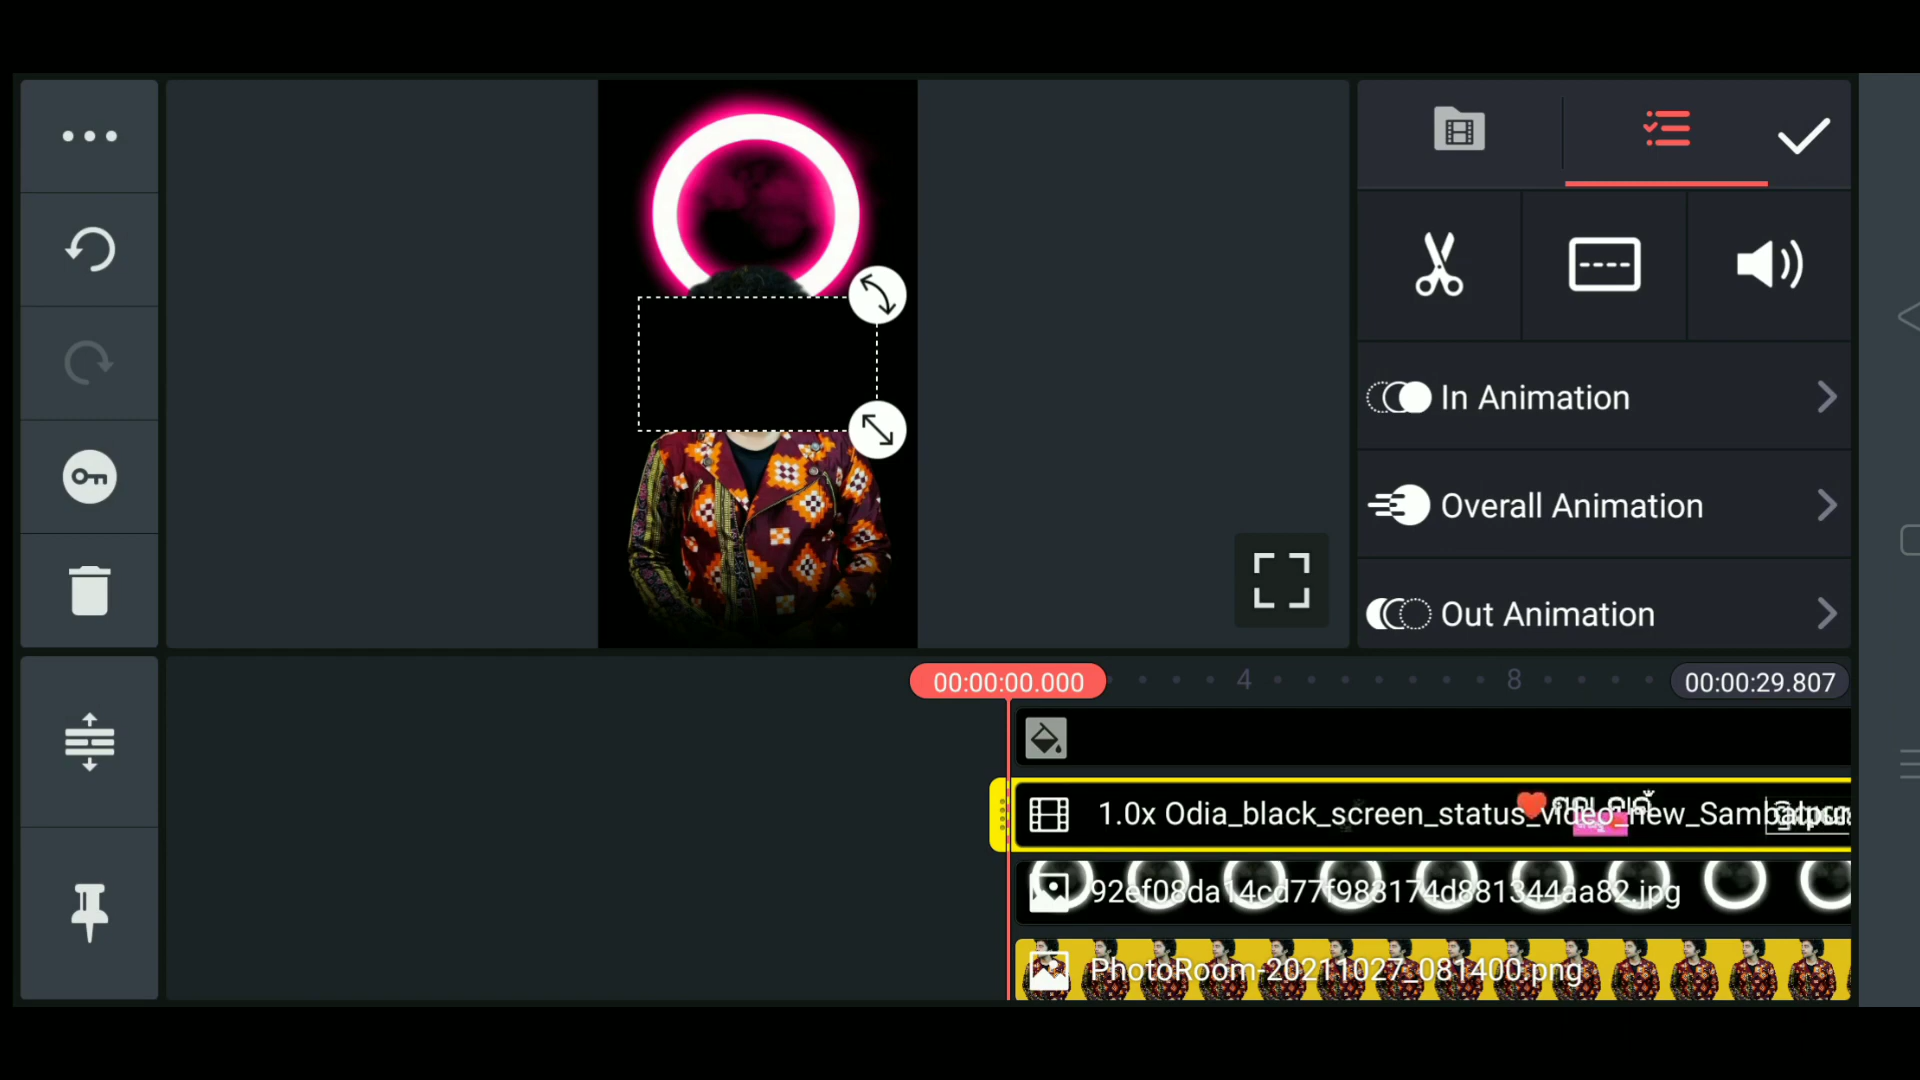 In Animation
Overall Animation
Out Animation
00:00:00.000
4
8
00:00:29.807
1.0x Odia_black_screen_status_video_new_Sambalpur
92ef08da14cd77f983174d881344aa82.jpg
PhotoRoom-20211027_081400.png